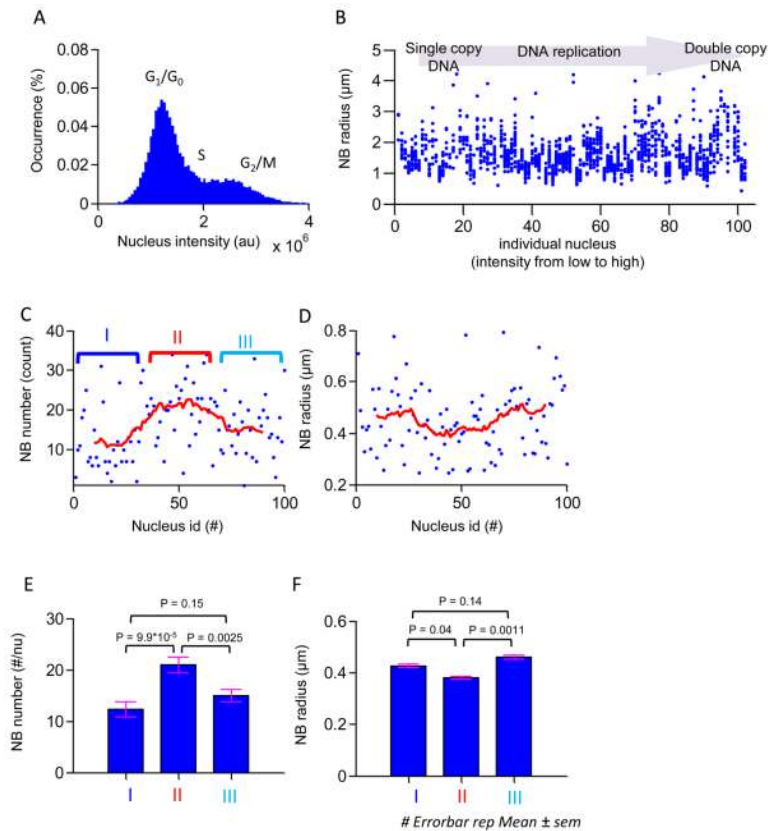 A
Occurrence (%)
0.08
0.06
0.04
0.02
0
G1/G0
S
G2/M
0
2
4
Nucleus intensity (au)
x 10^6
B
NB radius (µm)
5
4
3
2
1
0
Single copy
DNA
DNA replication
Double copy
DNA
1
20
40
60
80
100
individual nucleus
(intensity from low to high)
C
NB number (count)
40
30
20
10
I
II
III
0
50
100
Nucleus id (#)
D
NB radius (µm)
0.8
0.6
0.4
0.2
0
50
100
Nucleus id (#)
E
NB number (#/nu)
30
20
10
0
P = 0.15
P = 9.9*10^-5
P = 0.0025
I
II
III
F
NB radius (µm)
0.6
0.4
0.2
0
P = 0.14
P = 0.04
P = 0.0011
I
II
III
# Errorbar rep Mean ± sem